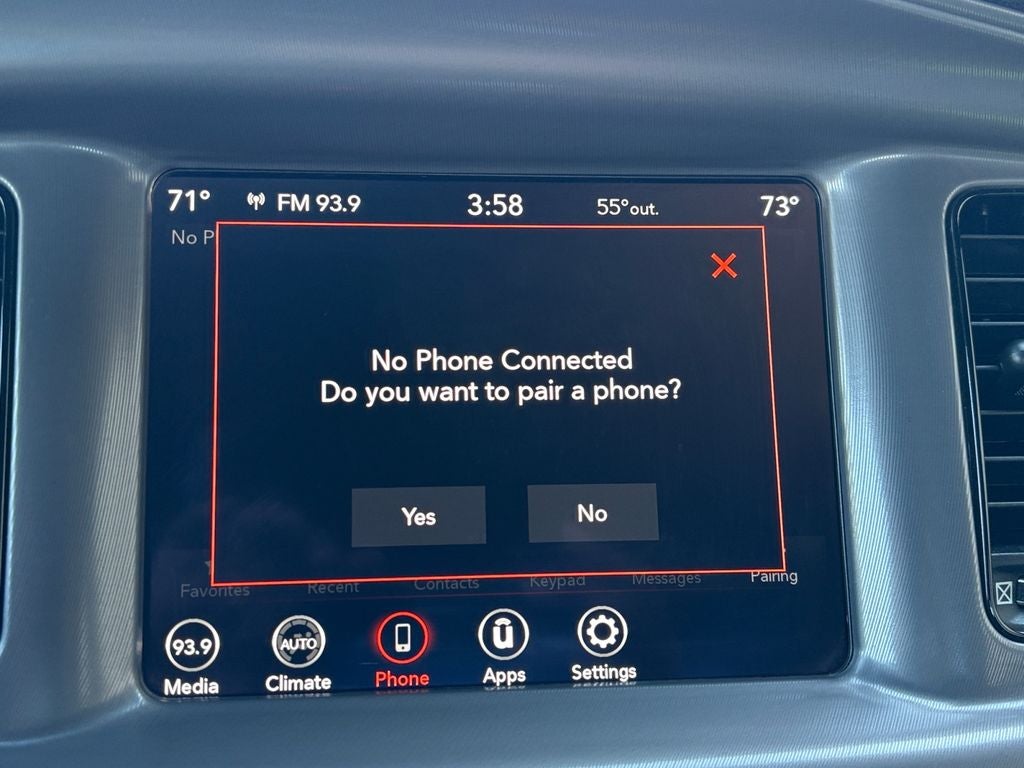 71° FM 93.9 3:58 55°out. 73°
No P
No Phone Connected
Do you want to pair a phone?
Yes No
Favorites Recent Contacts Keypad Messages Pairing
93.9 AUTO ū
Media Climate Phone Apps Settings